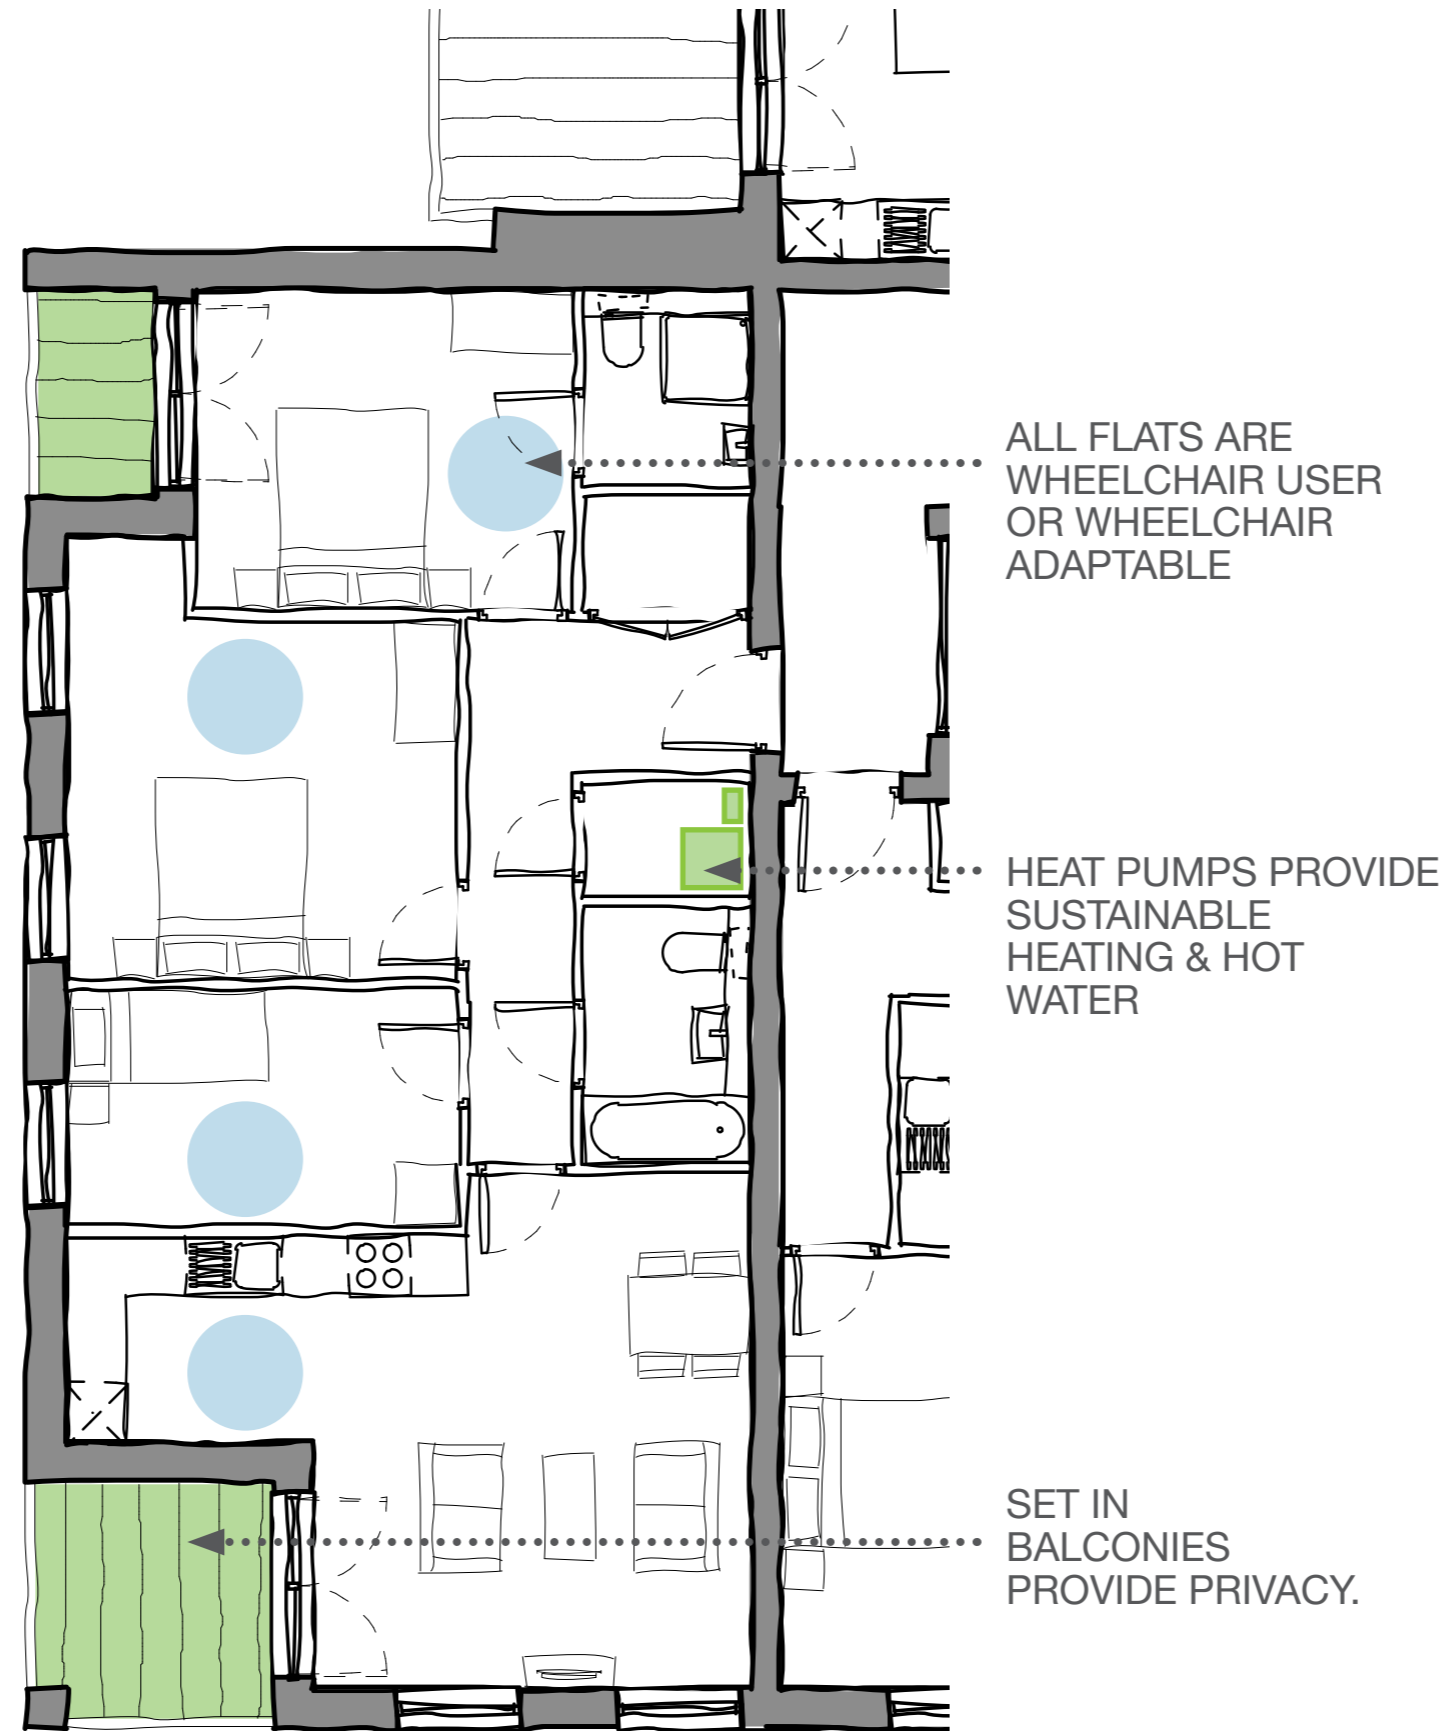 ALL FLATS ARE
WHEELCHAIR USER
OR WHEELCHAIR
ADAPTABLE
HEAT PUMPS PROVIDE
SUSTAINABLE
HEATING & HOT
WATER
SET IN
BALCONIES
PROVIDE PRIVACY.